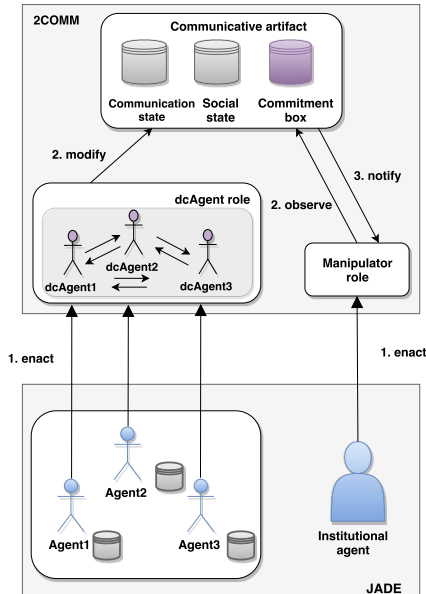 2COMM
Communicative artifact
Communication
state
Social
state
Commitment
box
2. modify
3. notify
2. observe
dcAgent role
dcAgent2
dcAgent1
dcAgent3
Manipulator
role
1. enact
1. enact
Agent2
Agent1
Agent3
Institutional
agent
JADE